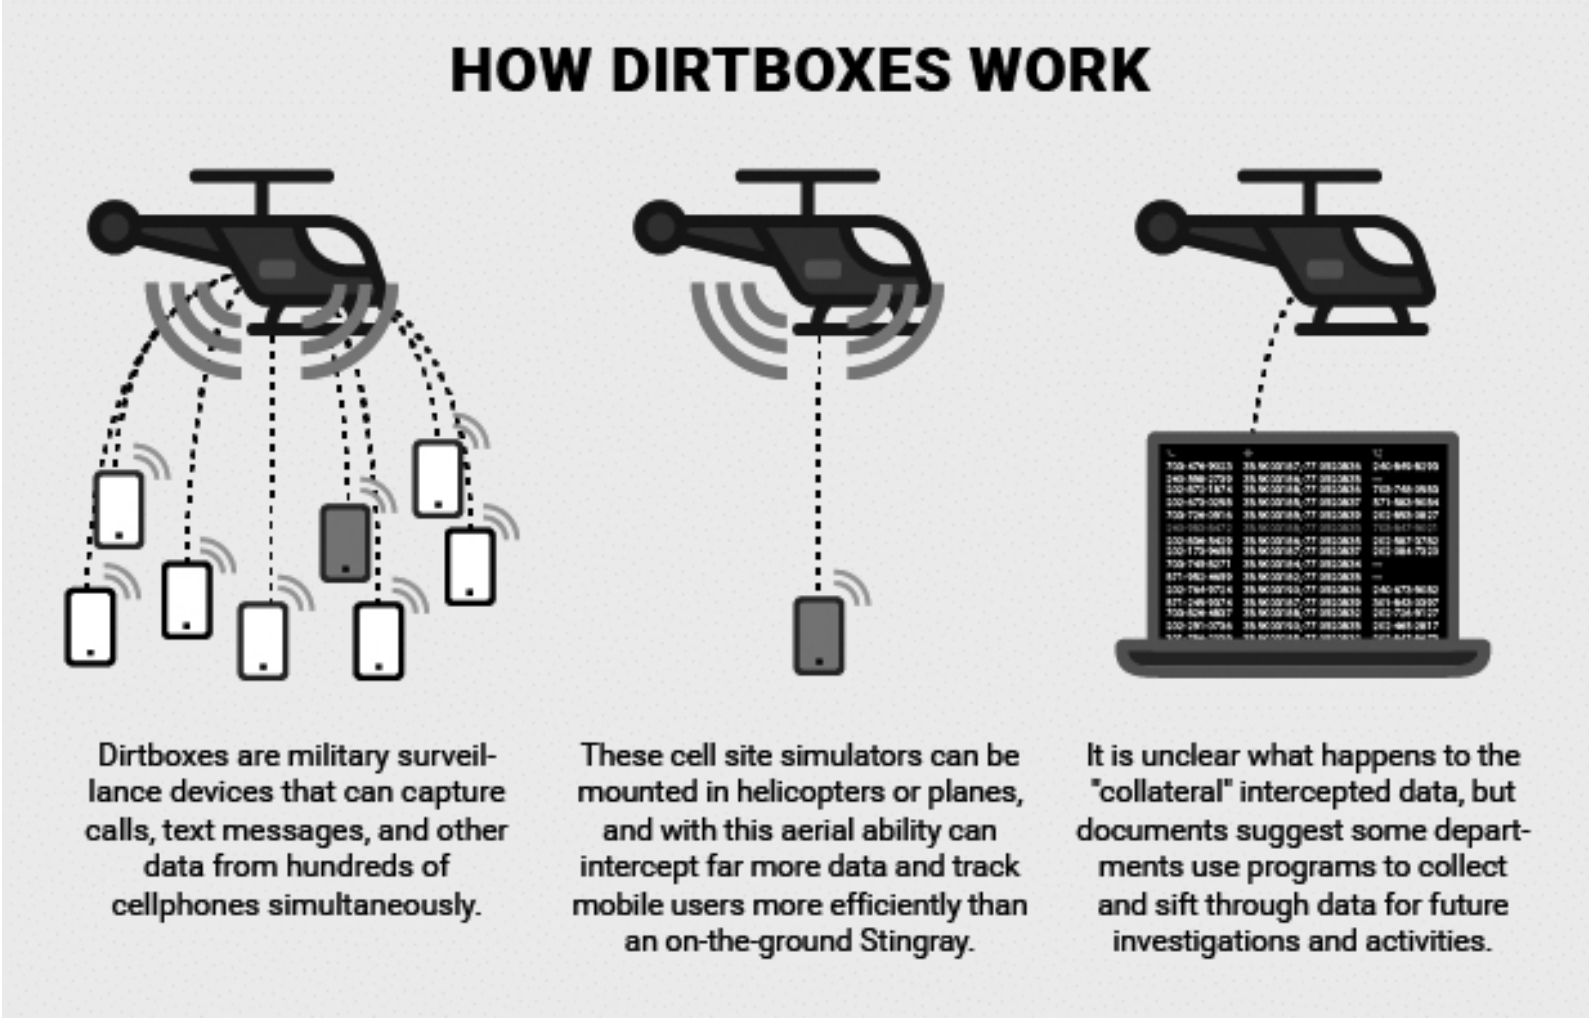 HOW DIRTBOXES WORK
Dirtboxes are military surveil-
lance devices that can capture
calls, text messages, and other
data from hundreds of
cellphones simultaneously.
These cell site simulators can be
mounted in helicopters or planes,
and with this aerial ability can
intercept far more data and track
mobile users more efficiently than
an on-the-ground Stingray.
It is unclear what happens to the
"collateral" intercepted data, but
documents suggest some depart-
ments use programs to collect
and sift through data for future
investigations and activities.